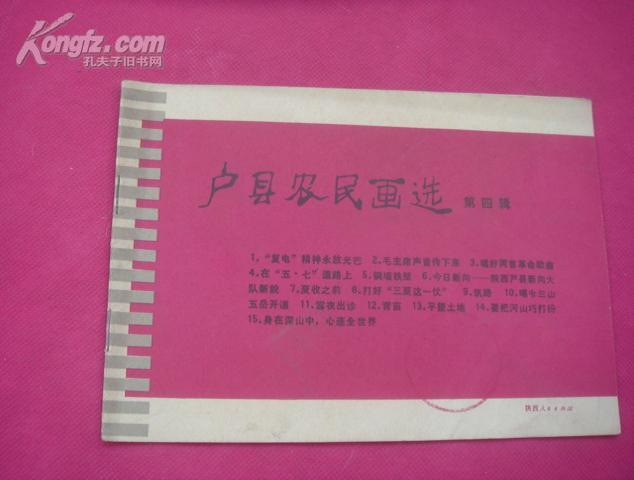 Kongfz.com
孔夫子旧书网
户县农民画选 第四辑
1，“复电”精神永放光芒 2，毛主席声音传下来 3，唱好两首革命歌曲
4，在“五·七”道路上 5，铜墙铁壁 6，今日新向——陕西户县新向大
队新貌 7，夏收之前 8，打好“三夏这一仗” 9，筑路 10，喝令三山
五岳开道 11，雪夜出诊 12，育苗 13，平整土地 14，要把河山巧打扮
15，身在深山中，心连全世界
陕西人民出版社